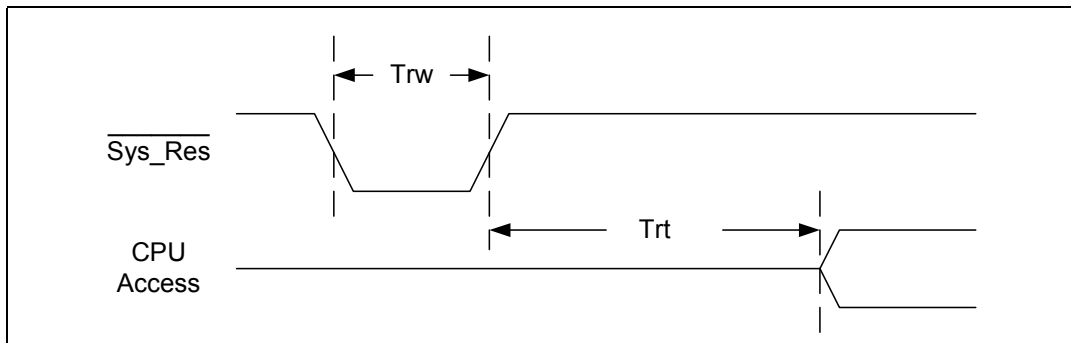 Trw
Sys_Res
Trt
CPU
Access